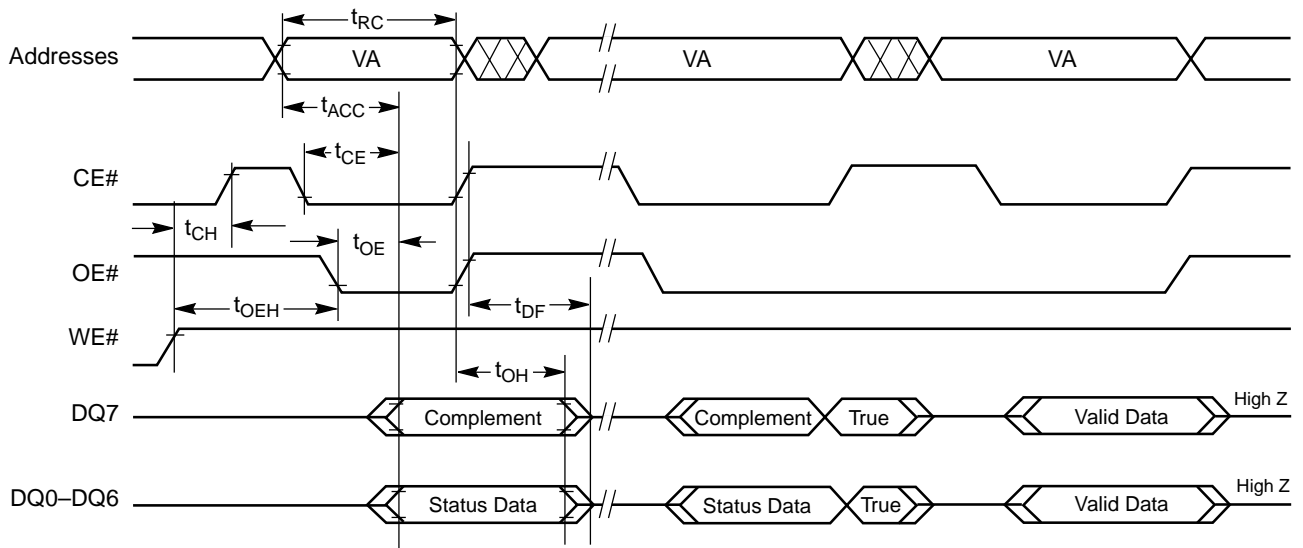 tRC
Addresses VA VA VA
tACC
tCE
CE#
tCH
tOE
OE#
tOEH
tDF
WE#
tOH
DQ7 Complement Complement True Valid Data High Z
DQ0–DQ6 Status Data Status Data True Valid Data High Z